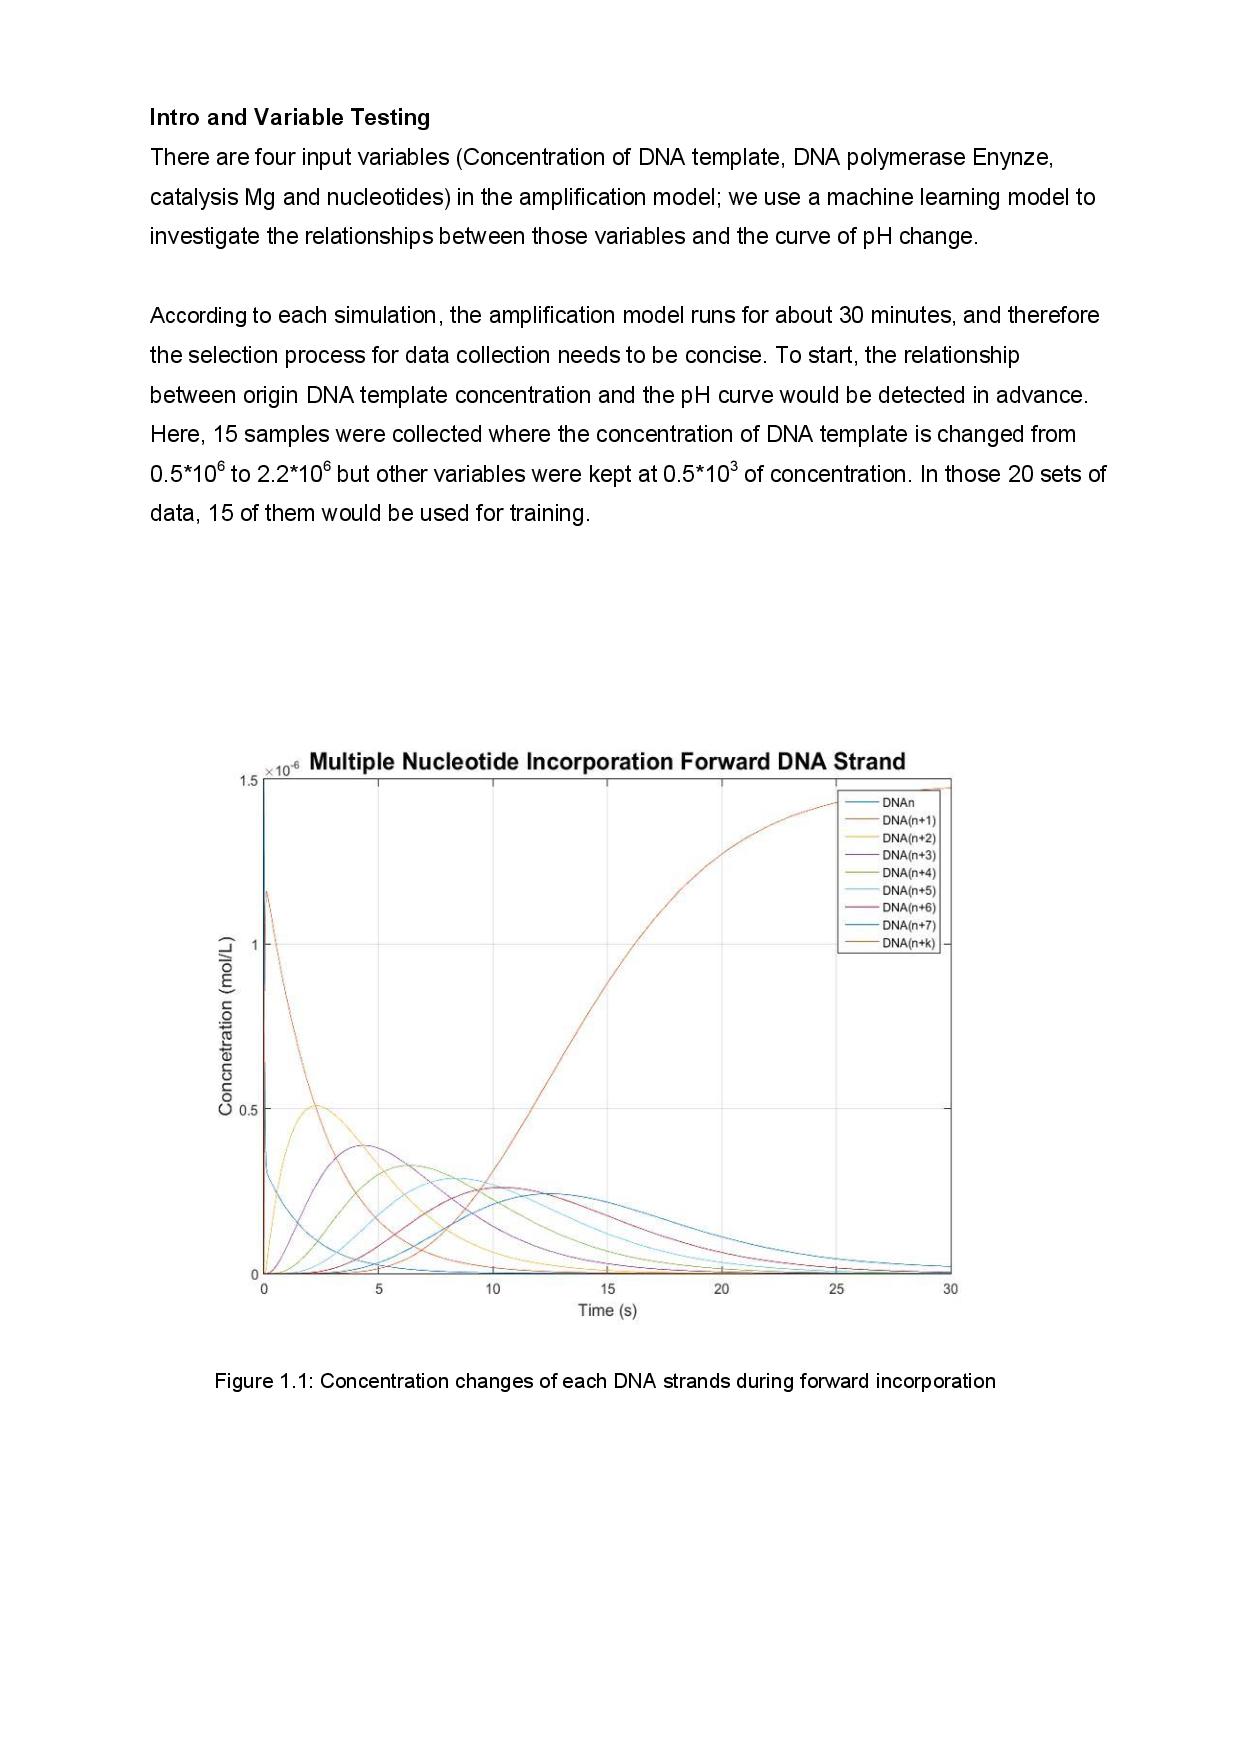 Intro and Variable Testing
There are four input variables (Concentration of DNA template, DNA polymerase Enynze,
catalysis Mg and nucleotides) in the amplification model; we use a machine learning model to
investigate the relationships between those variables and the curve of pH change.
According to each simulation, the amplification model runs for about 30 minutes, and therefore
the selection process for data collection needs to be concise. To start, the relationship
between origin DNA template concentration and the pH curve would be detected in advance.
Here, 15 samples were collected where the concentration of DNA template is changed from
0.5*10⁶ to 2.2*10⁶ but other variables were kept at 0.5*10³ of concentration. In those 20 sets of
data, 15 of them would be used for training.
Multiple Nucleotide Incorporation Forward DNA Strand
×10⁻⁶
1.5
1
0.5
0
Concnetration (mol/L)
DNAn
DNA(n+1)
DNA(n+2)
DNA(n+3)
DNA(n+4)
DNA(n+5)
DNA(n+6)
DNA(n+7)
DNA(n+k)
0 5 10 15 20 25 30
Time (s)
Figure 1.1: Concentration changes of each DNA strands during forward incorporation